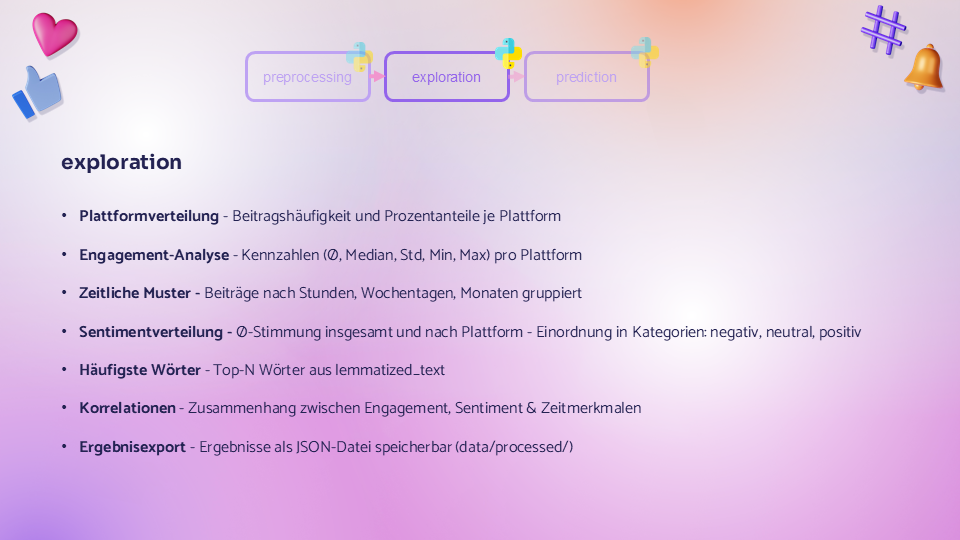 preprocessing
exploration
prediction
exploration
• Plattformverteilung - Beitragshäufigkeit und Prozentanteile je Plattform
• Engagement-Analyse - Kennzahlen (Ø, Median, Std, Min, Max) pro Plattform
• Zeitliche Muster - Beiträge nach Stunden, Wochentagen, Monaten gruppiert
• Sentimentverteilung - Ø-Stimmung insgesamt und nach Plattform - Einordnung in Kategorien: negativ, neutral, positiv
• Häufigste Wörter - Top-N Wörter aus lemmatized_text
• Korrelationen - Zusammenhang zwischen Engagement, Sentiment & Zeitmerkmalen
• Ergebnisexport - Ergebnisse als JSON-Datei speicherbar (data/processed/)